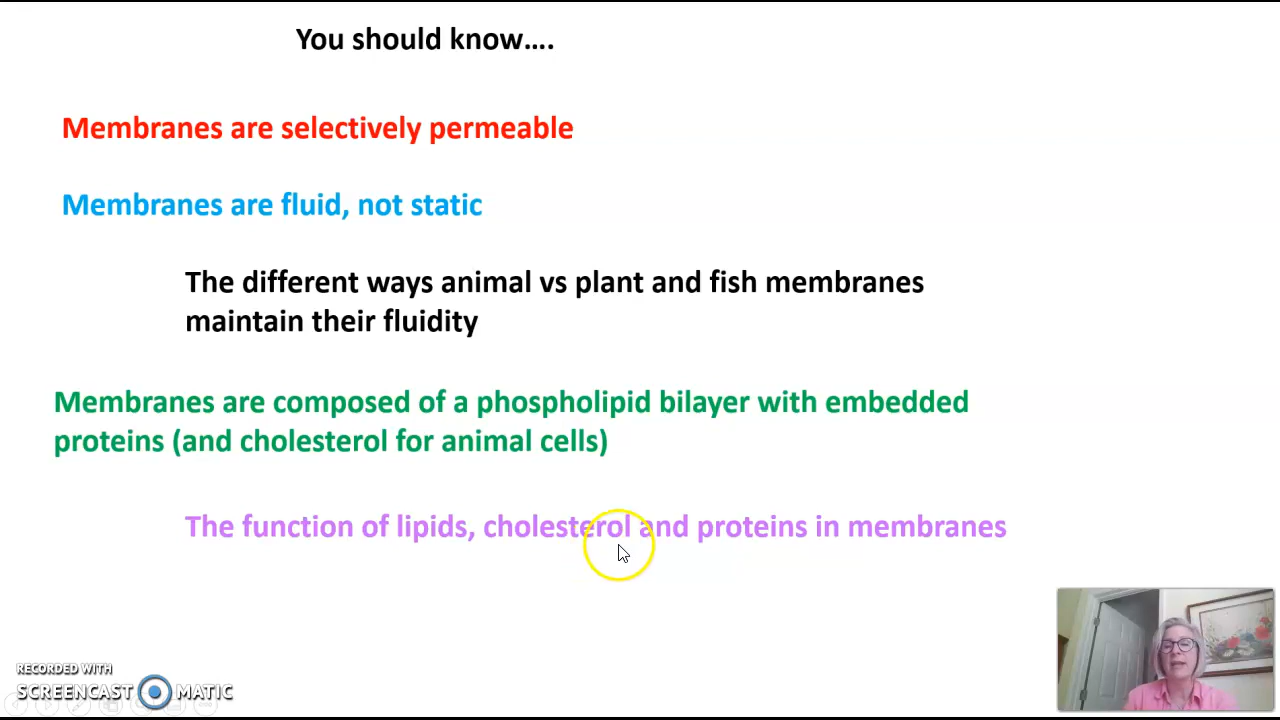 You should know....
Membranes are selectively permeable
Membranes are fluid, not static
The different ways animal vs plant and fish membranes
maintain their fluidity
Membranes are composed of a phospholipid bilayer with embedded
proteins (and cholesterol for animal cells)
The function of lipids, cholesterol and proteins in membranes
RECORDED WITH
SCREENCAST MATIC